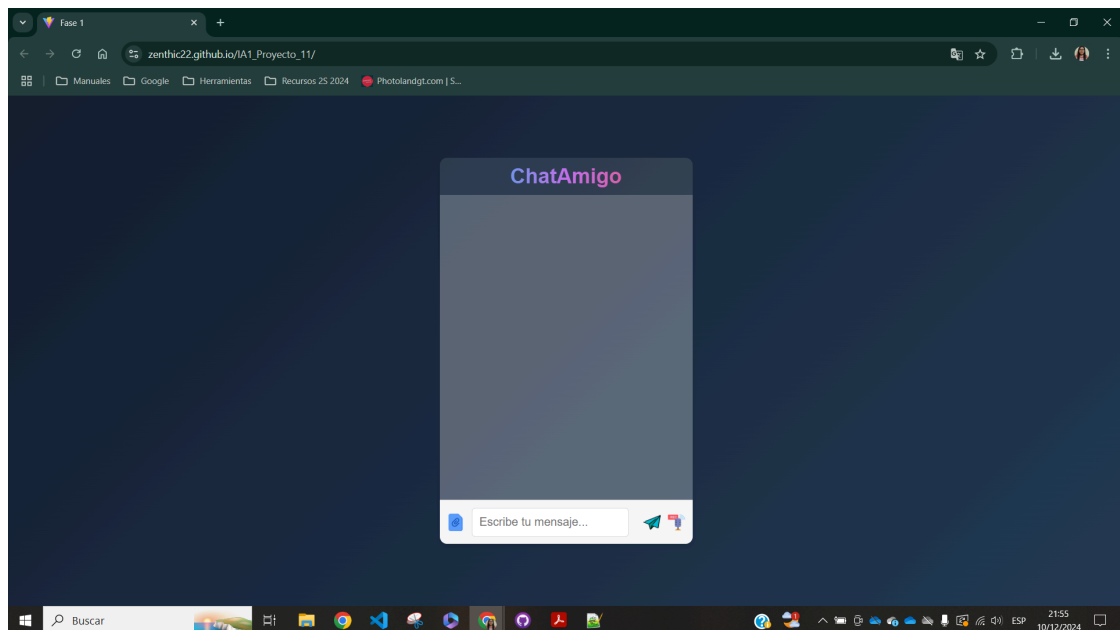 Fase 1
zenthic22.github.io/IA1_Proyecto_11/
Manuales
Google
Herramientas
Recursos 2S 2024
Photolandgt.com | S...
ChatAmigo
Escribe tu mensaje...
Buscar
ESP
21:55
10/12/2024